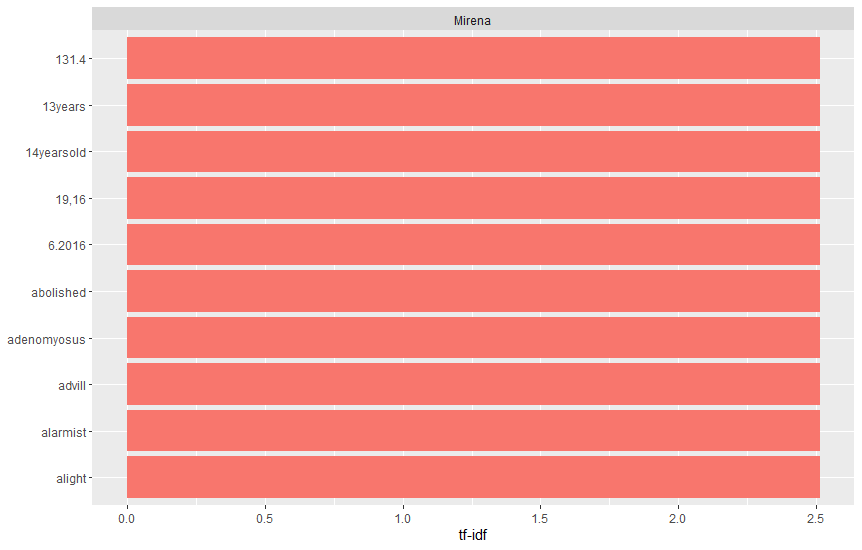 Mirena
131.4
13years
14yearsold
19,16
6.2016
abolished
adenomyosus
advill
alarmist
alight
0.0 0.5 1.0 1.5 2.0 2.5
tf-idf